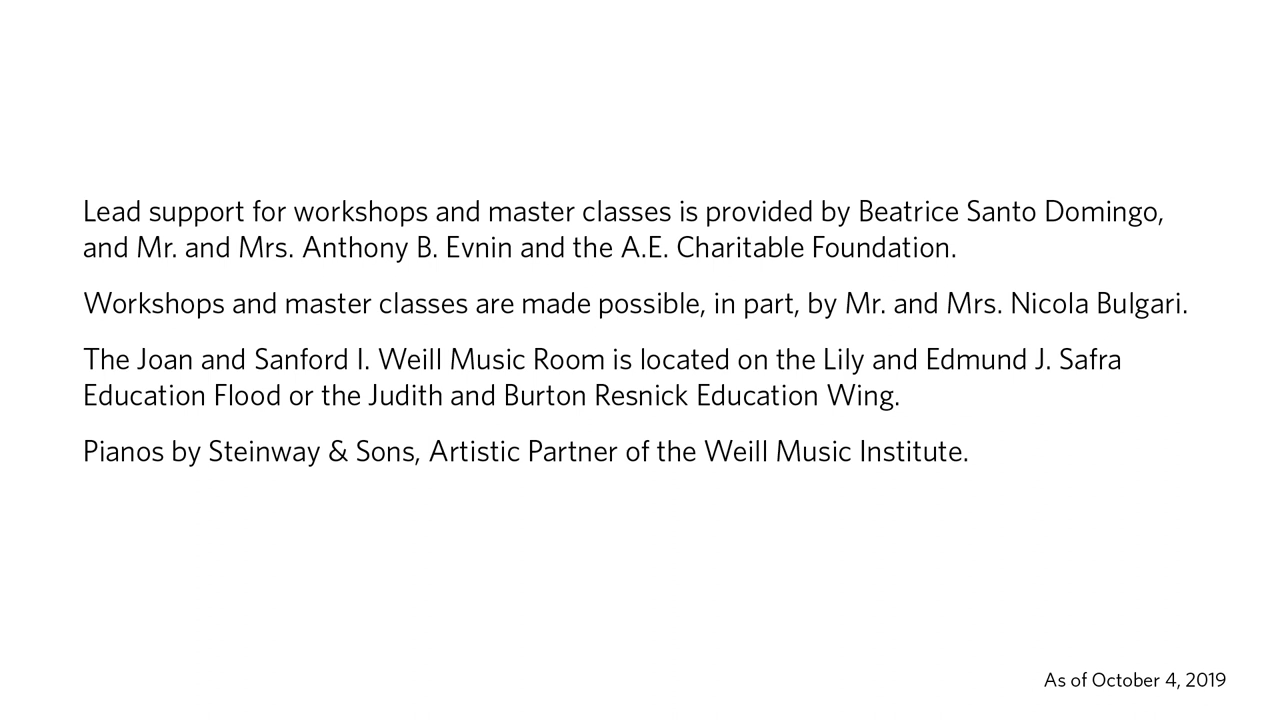 Lead support for workshops and master classes is provided by Beatrice Santo Domingo,
and Mr. and Mrs. Anthony B. Evnin and the A.E. Charitable Foundation.
Workshops and master classes are made possible, in part, by Mr. and Mrs. Nicola Bulgari.
The Joan and Sanford I. Weill Music Room is located on the Lily and Edmund J. Safra
Education Flood or the Judith and Burton Resnick Education Wing.
Pianos by Steinway & Sons, Artistic Partner of the Weill Music Institute.
As of October 4, 2019